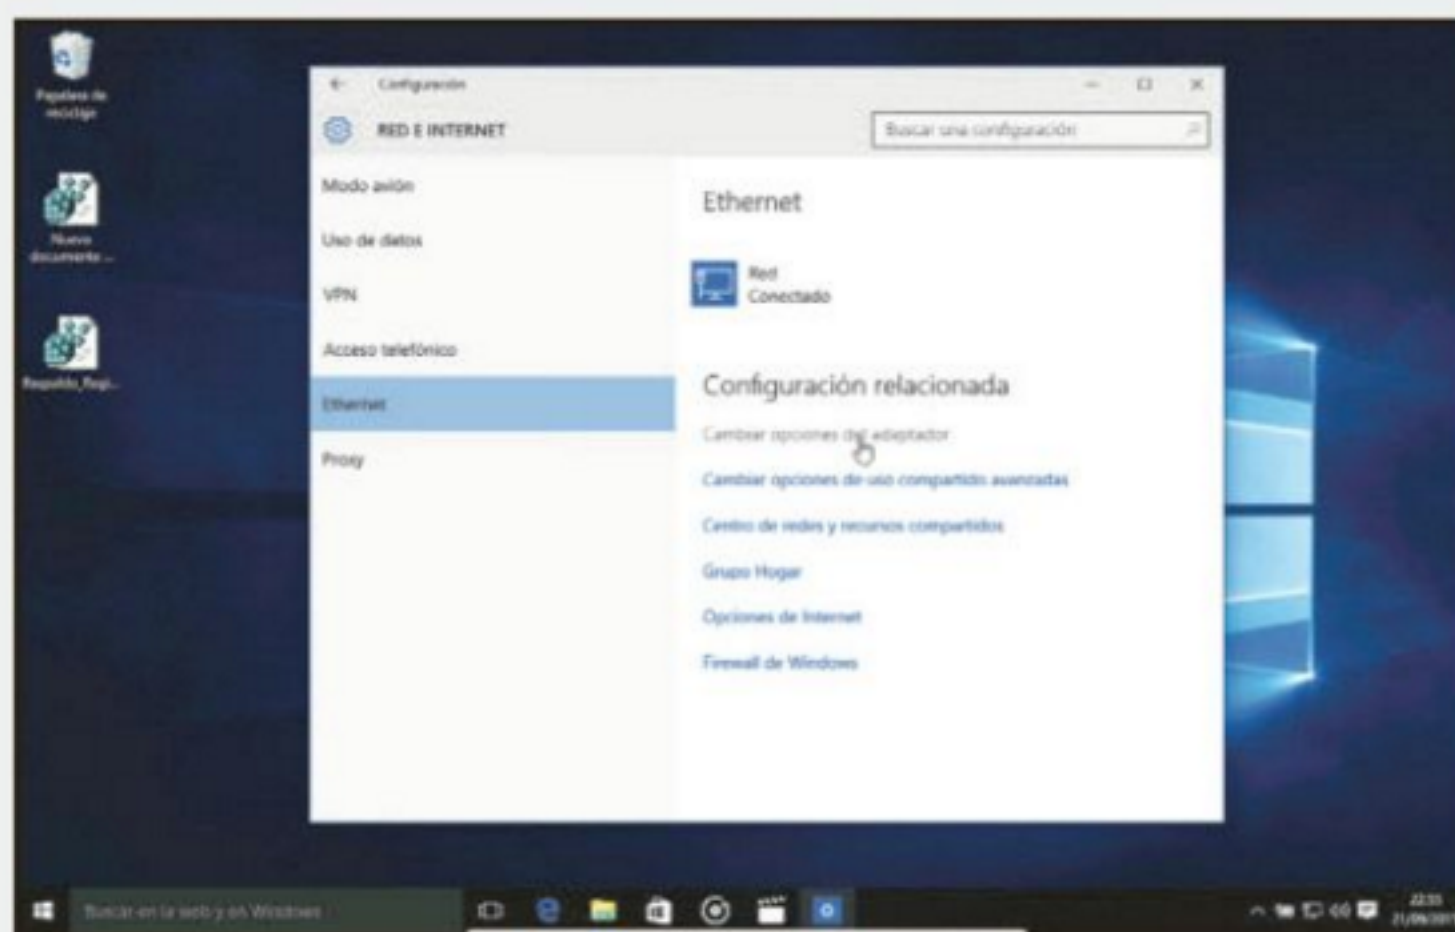 Papelera de
reciclaje
Nuevo
documento ...
Configuración
RED E INTERNET
Buscar una configuración
Modo avión
Uso de datos
VPN
Acceso telefónico
Ethernet
Proxy
Ethernet
Red
Conectado
Configuración relacionada
Cambiar opciones del adaptador
Cambiar opciones de uso compartido avanzadas
Centro de redes y recursos compartidos
Grupo Hogar
Opciones de Internet
Firewall de Windows
Buscar en la web y en Windows